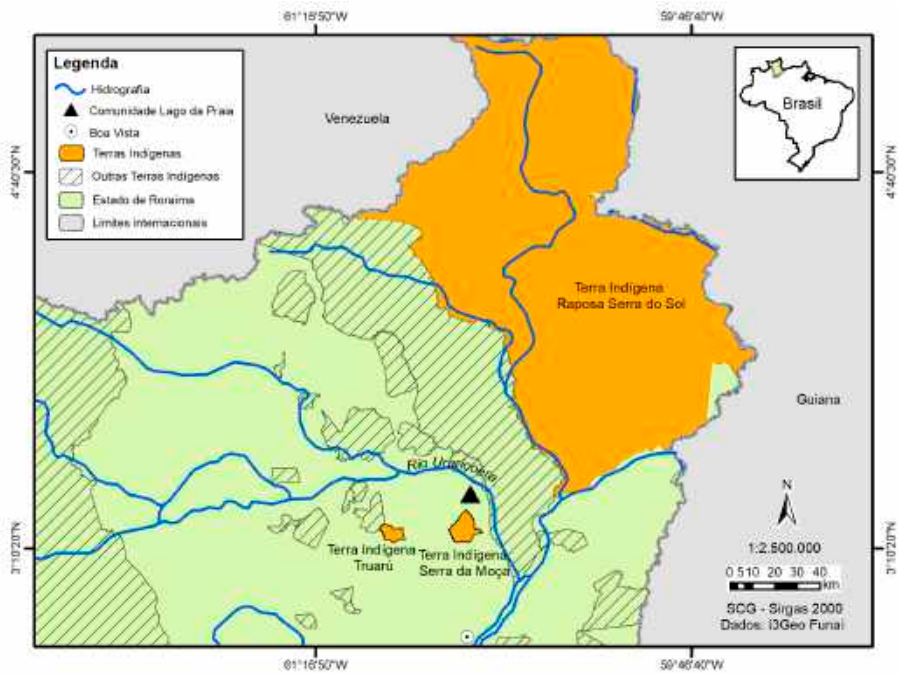 61°16'50"W
59°46'40"W
Legenda
Hidrografia
Comunidade Lago da Praia
Boa Vista
Terras Indígenas
Outras Terras Indígenas
Estado de Roraima
Limites internacionais
Venezuela
Brasil
4°40'30"N
4°40'30"N
Terra Indígena
Raposa Serra do Sol
Guiana
Rio Uraricoera
N
3°10'20"N
3°10'20"N
Terra Indígena
Truarú
Terra Indígena
Serra da Moça
1:2.500.000
0 5 10 20 30 40
km
SCG - Sirgas 2000
Dados: I3Geo Funai
61°16'50"W
59°46'40"W